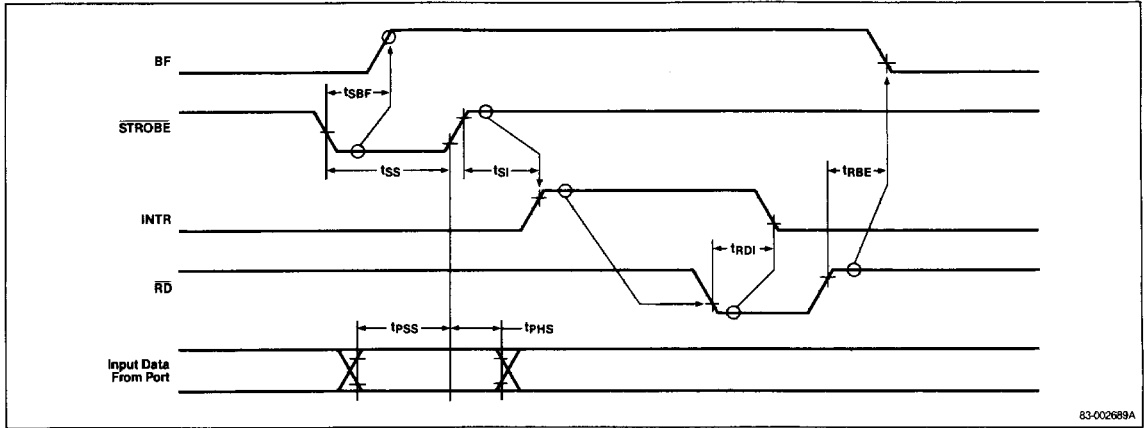 BF
tSBF
STROBE
tSS
tSI
tRBE
INTR
tRDI
RD
tPSS
tPHS
Input Data
From Port
83-002689A